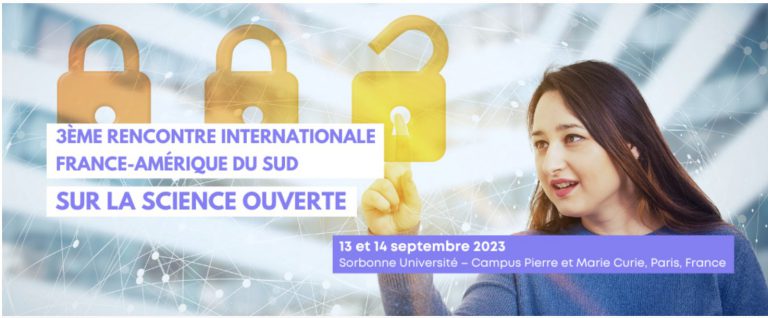 3ÈME RENCONTRE INTERNATIONALE
FRANCE-AMÉRIQUE DU SUD
SUR LA SCIENCE OUVERTE
13 et 14 septembre 2023
Sorbonne Université – Campus Pierre et Marie Curie, Paris, France